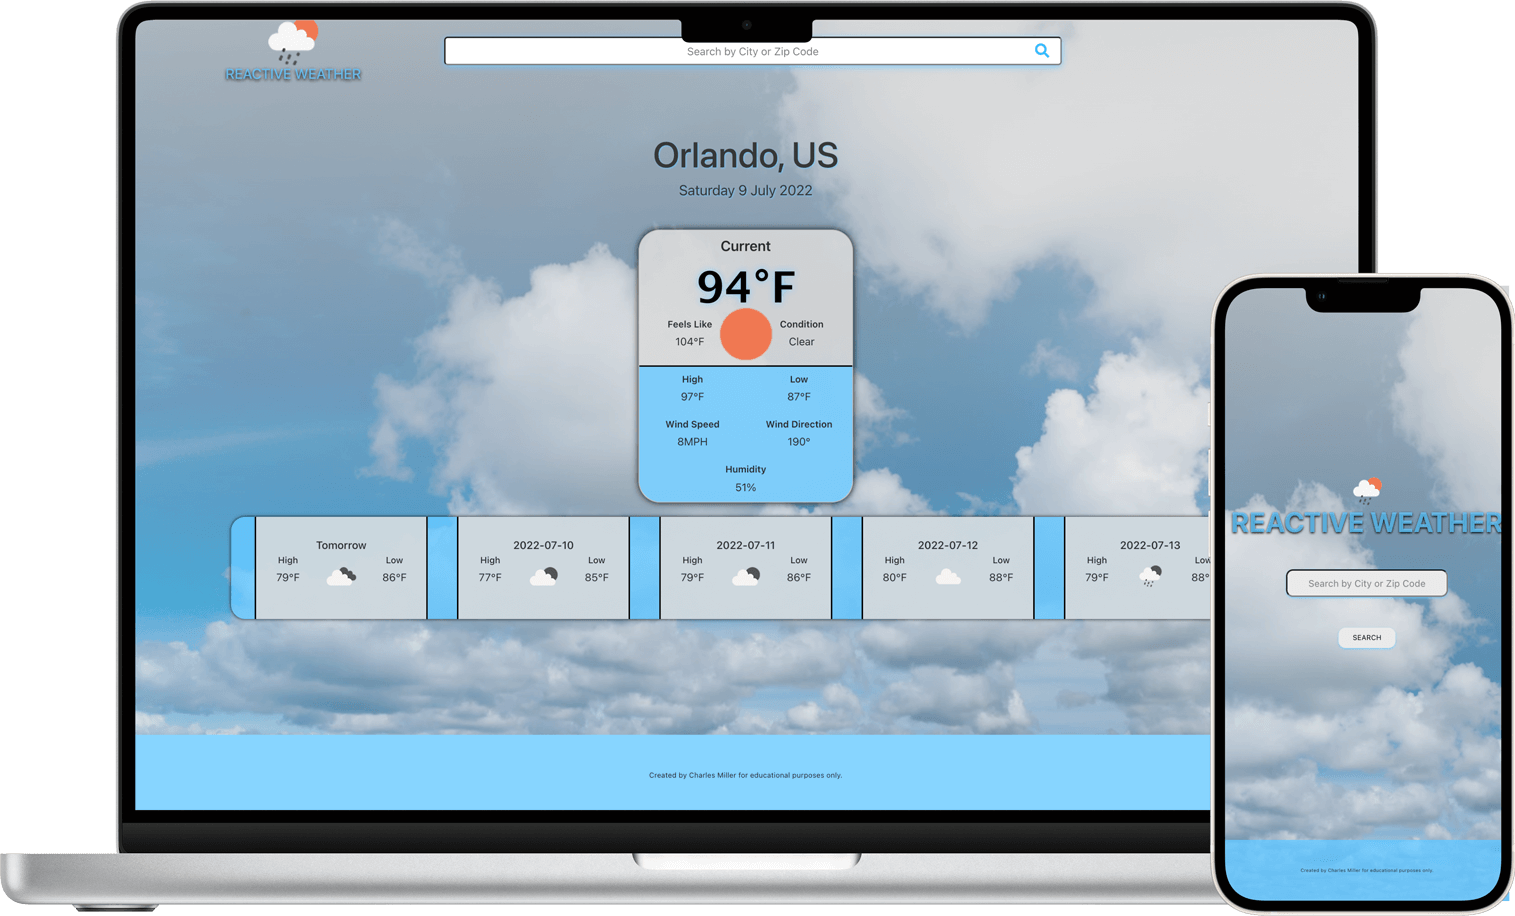 REACTIVE WEATHER
Search by City or Zip Code
Orlando, US
Saturday 9 July 2022
Current
94°F
Feels Like
104°F
Condition
Clear
High
97°F
Low
87°F
Wind Speed
8MPH
Wind Direction
190°
Humidity
51%
Tomorrow
High Low
79°F 86°F
2022-07-10
High Low
77°F 85°F
2022-07-11
High Low
79°F 86°F
2022-07-12
High Low
80°F 88°F
2022-07-13
High Low
79°F 88°
Created by Charles Miller for educational purposes only.
REACTIVE WEATHER
Search by City or Zip Code
SEARCH
Created by Charles Miller for educational purposes only.